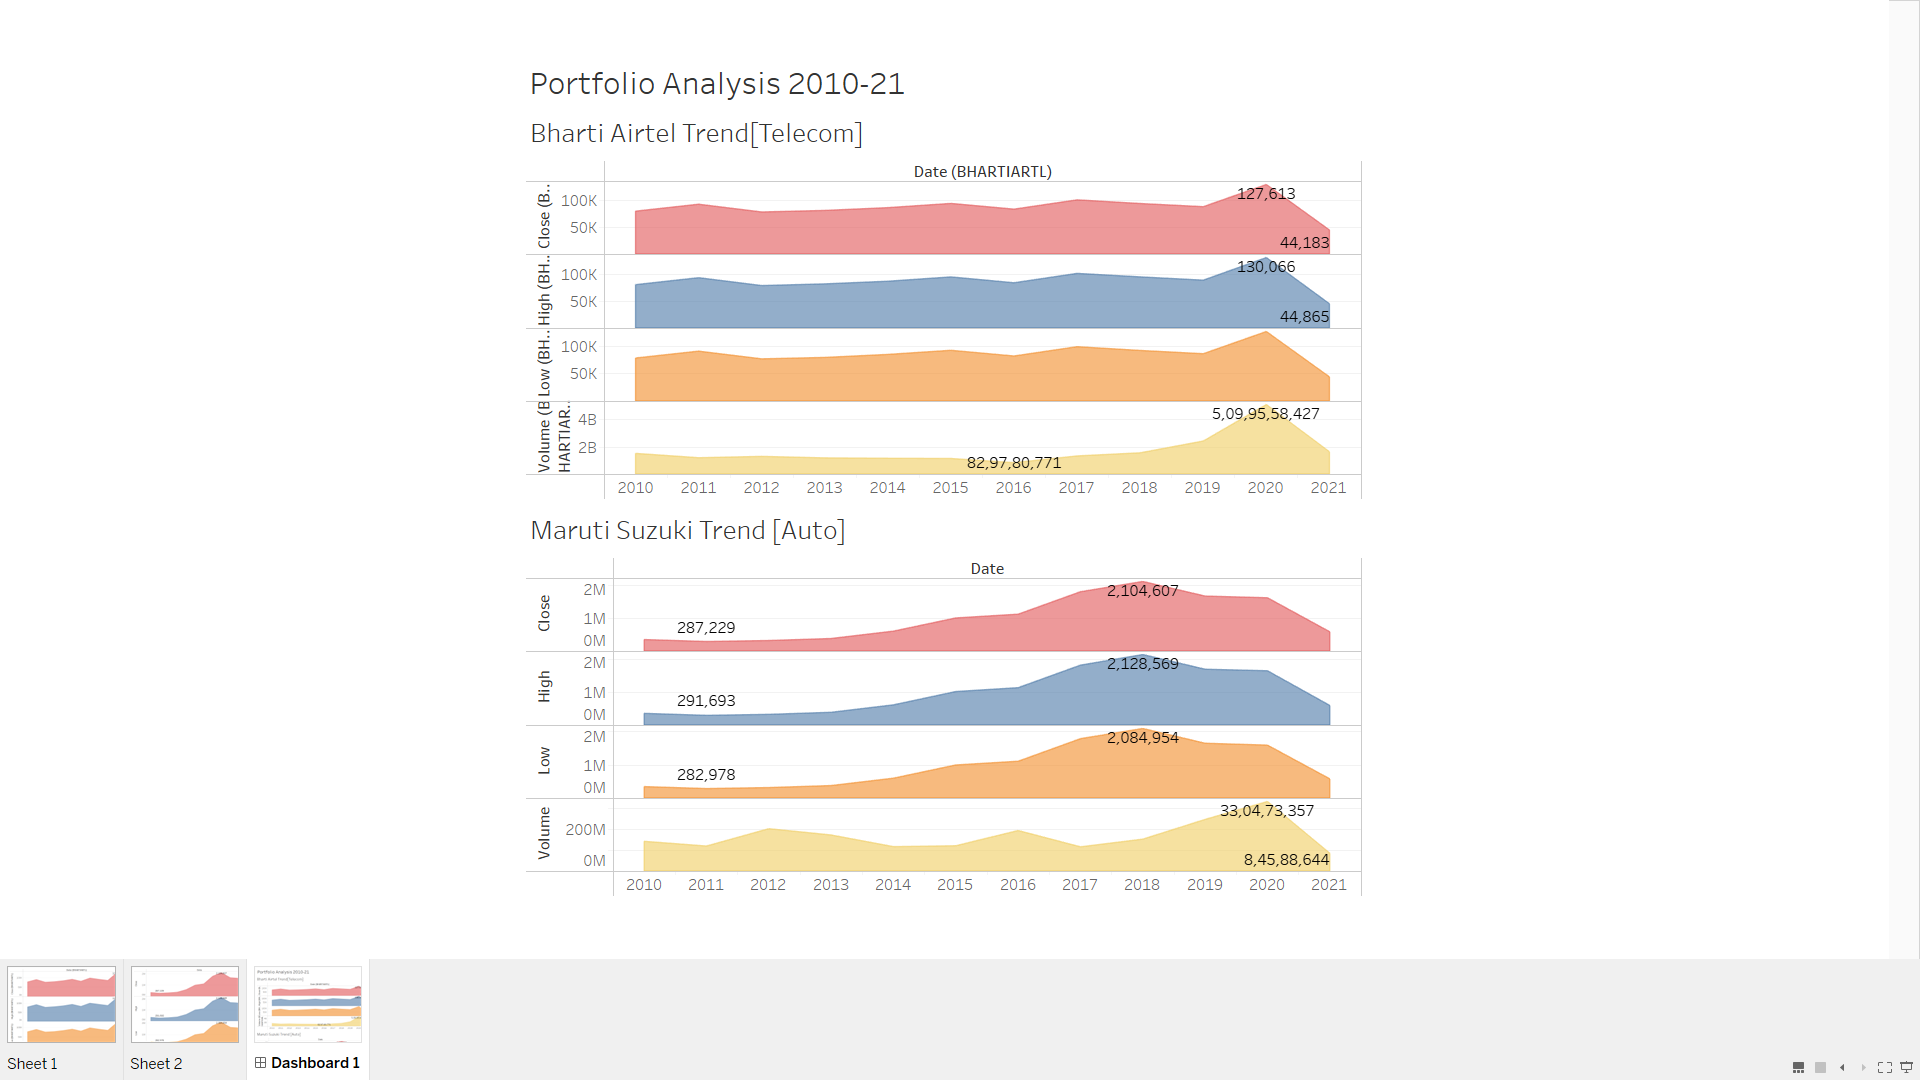 Portfolio Analysis 2010-21
Bharti Airtel Trend[Telecom]
Date (BHARTIARTL)
Close (B..
100K
50K
127,613
44,183
High (BH..
100K
50K
130,066
44,865
Low (BH..
100K
50K
Volume (B
HARTIAR..
4B
2B
5,09,95,58,427
82,97,80,771
2010 2011 2012 2013 2014 2015 2016 2017 2018 2019 2020 2021
Maruti Suzuki Trend [Auto]
Date
Close
2M
1M
0M
2,104,607
287,229
High
2M
1M
0M
2,128,569
291,693
Low
2M
1M
0M
2,084,954
282,978
Volume
200M
0M
33,04,73,357
8,45,88,644
2010 2011 2012 2013 2014 2015 2016 2017 2018 2019 2020 2021
Sheet 1
Sheet 2
Dashboard 1